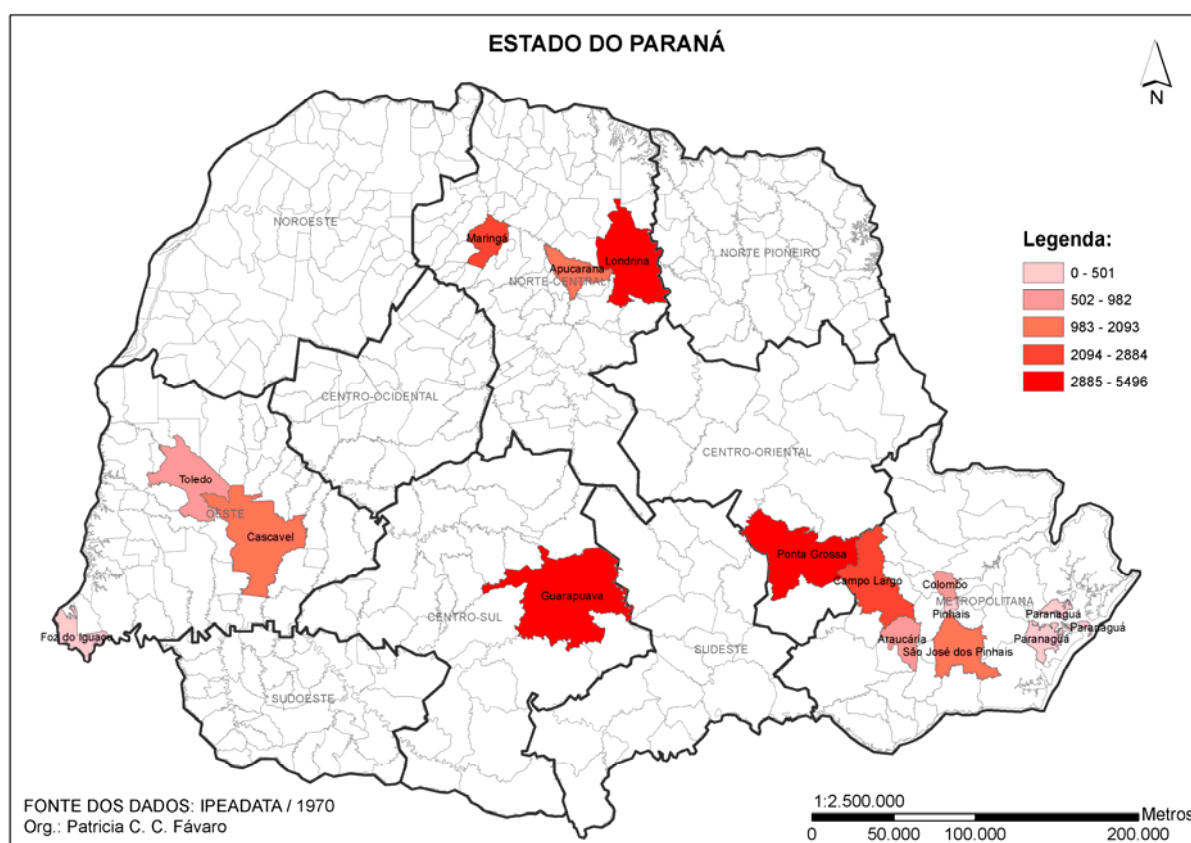 ESTADO DO PARANÁ
N
NOROESTE
Maringá
Apucarana
Londrina
NORTE-CENTRAL
NORTE PIONEIRO
Legenda:
0 - 501
502 - 982
983 - 2093
2094 - 2884
2885 - 5496
CENTRO-OCIDENTAL
CENTRO-ORIENTAL
Toledo
OESTE
Cascavel
Ponta Grossa
Campo Largo
Colombo
METROPOLITANA
Pinhais
Paranaguá
Paranaguá
Paranaguá
Guarapuava
CENTRO-SUL
Foz do Iguaçu
Araucária
São José dos Pinhais
SUDESTE
SUDOESTE
FONTE DOS DADOS: IPEADATA / 1970
Org.: Patricia C. C. Fávaro
1:2.500.000
Metros
0 50.000 100.000 200.000